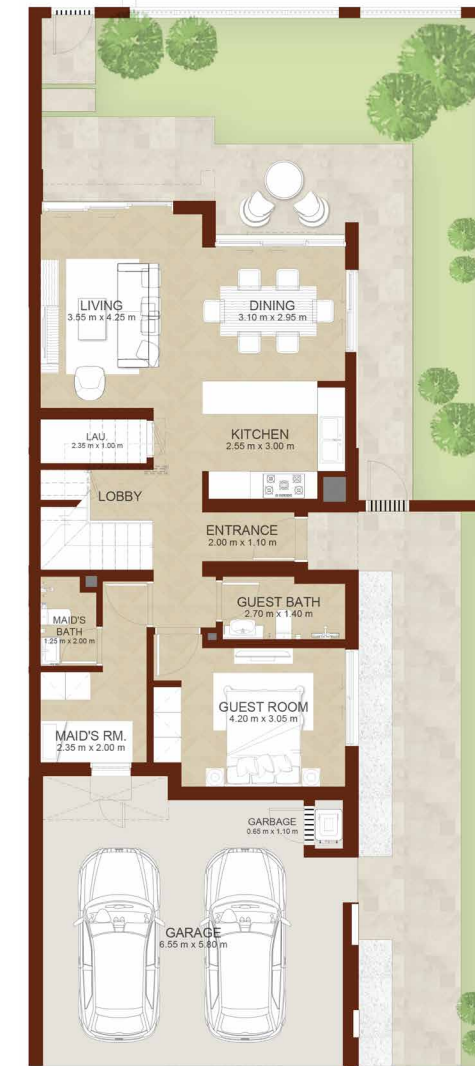 LIVING
3.55 m x 4.25 m
DINING
3.10 m x 2.95 m
LAU.
2.35 m x 1.00 m
KITCHEN
2.55 m x 3.00 m
LOBBY
ENTRANCE
2.00 m x 1.10 m
MAID'S
BATH
1.25 m x 2.00 m
GUEST BATH
2.70 m x 1.40 m
MAID'S RM.
2.35 m x 2.00 m
GUEST ROOM
4.20 m x 3.05 m
GARBAGE
0.65 m x 1.10 m
GARAGE
6.55 m x 5.80 m